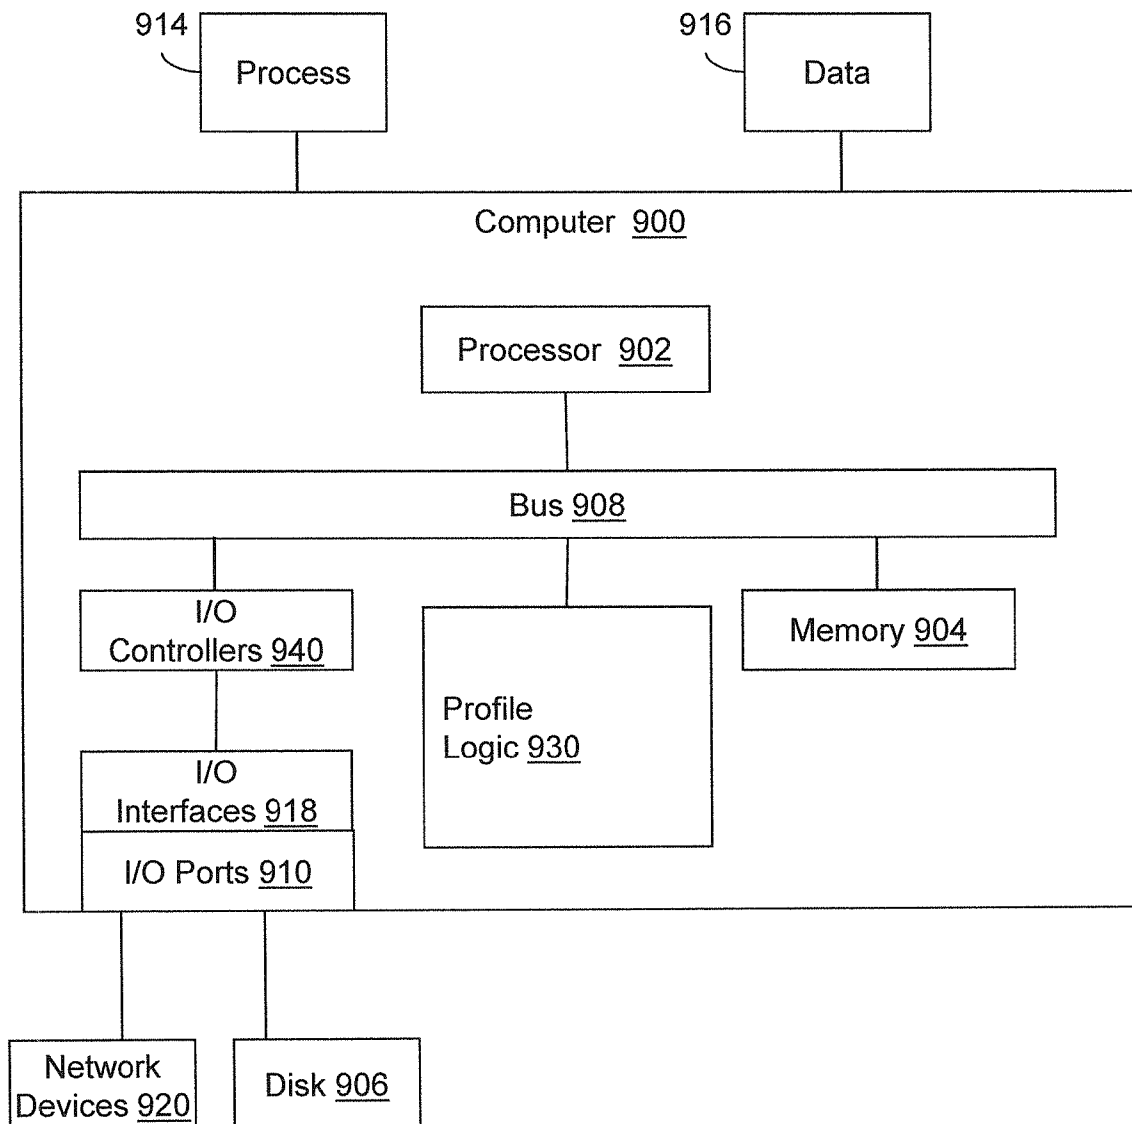 914
Process
916
Data
Computer 900
Processor 902
Bus 908
I/O
Controllers 940
Profile
Logic 930
Memory 904
I/O
Interfaces 918
I/O Ports 910
Network
Devices 920
Disk 906